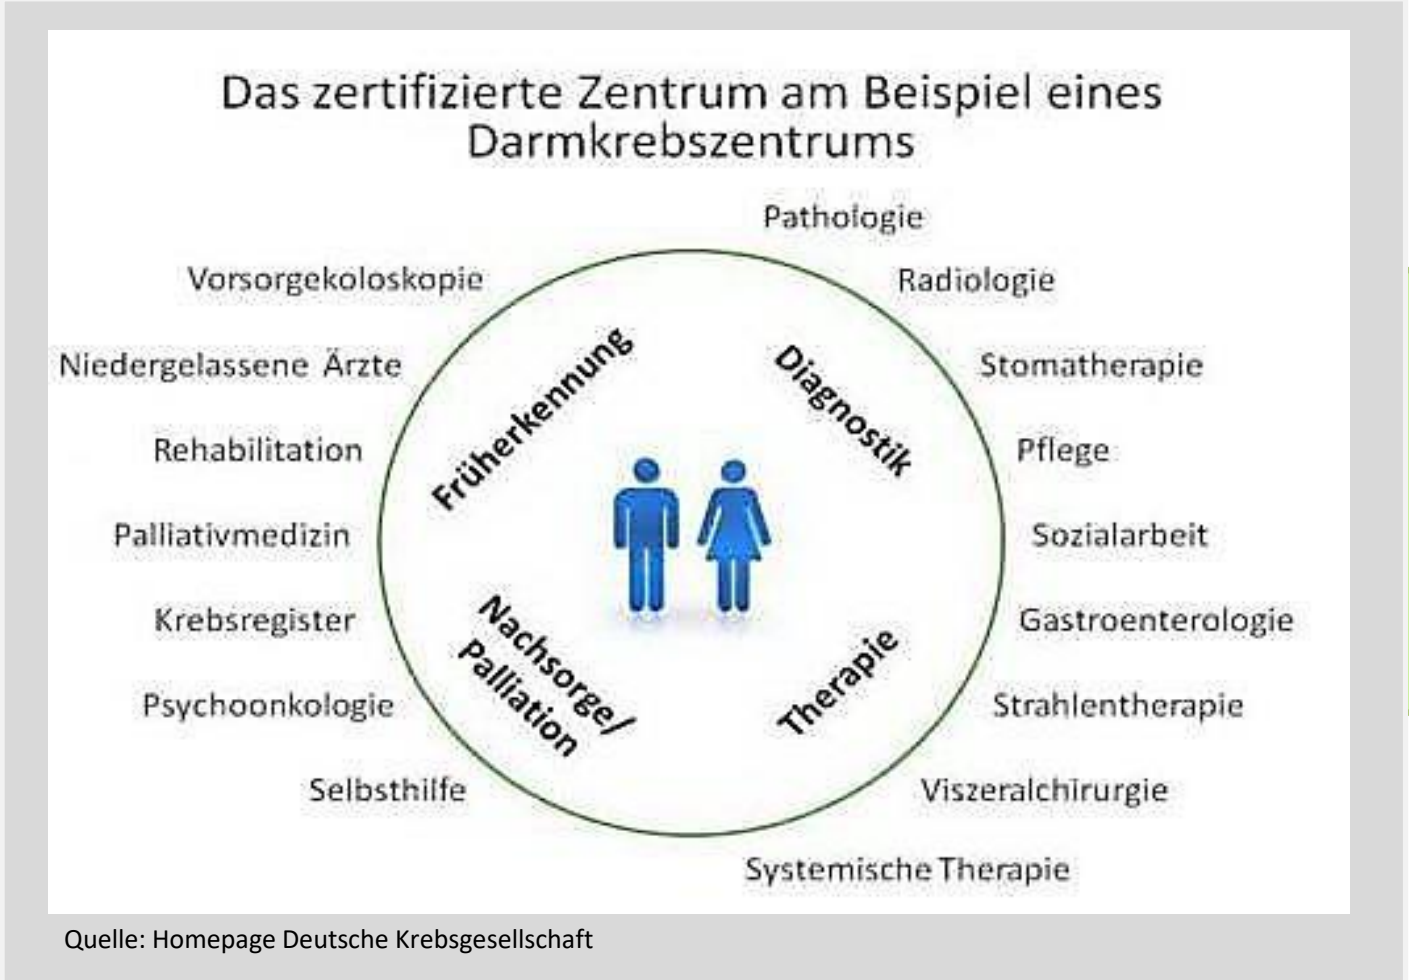 Das zertifizierte Zentrum am Beispiel eines
Darmkrebszentrums
Pathologie
Vorsorgekoloskopie
Radiologie
Niedergelassene Ärzte
Stomatherapie
Rehabilitation
Pflege
Palliativmedizin
Sozialarbeit
Krebsregister
Gastroenterologie
Psychoonkologie
Strahlentherapie
Selbsthilfe
Viszeralchirurgie
Systemische Therapie
Früherkennung
Diagnostik
Nachsorge/
Palliation
Therapie
Quelle: Homepage Deutsche Krebsgesellschaft